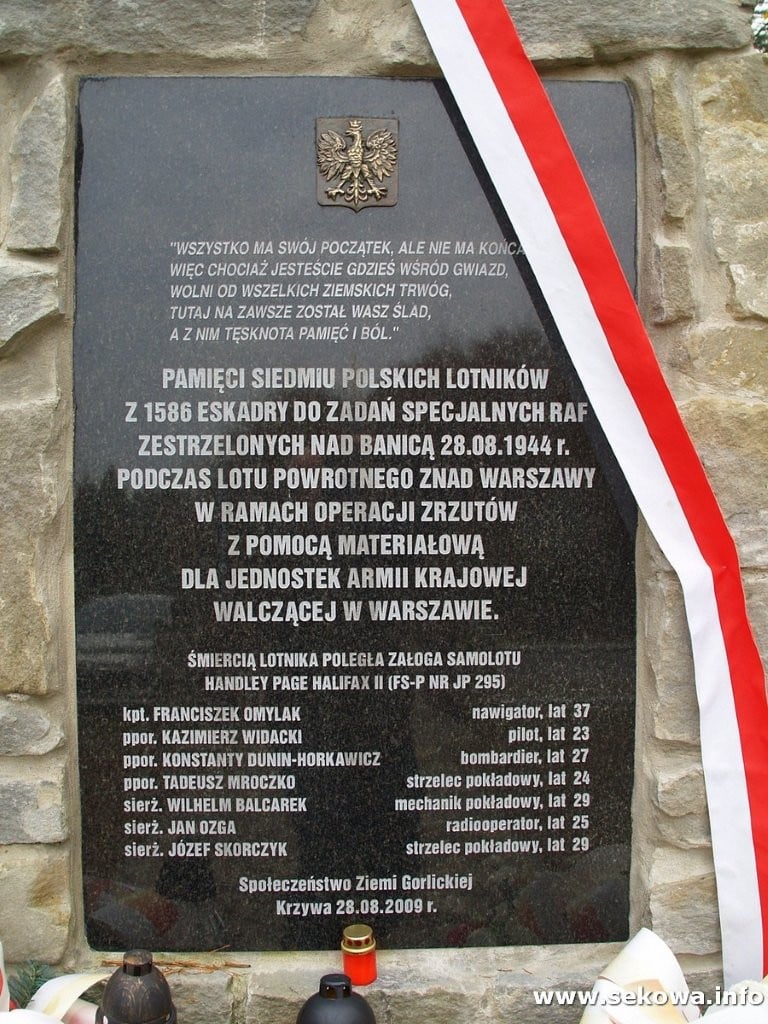 "WSZYSTKO MA SWÓJ POCZĄTEK, ALE NIE MA KOŃCA
WIĘC CHOCIAŻ JESTEŚCIE GDZIEŚ WŚRÓD GWIAZD,
WOLNI OD WSZELKICH ZIEMSKICH TRWÓG,
TUTAJ NA ZAWSZE ZOSTAŁ WASZ ŚLAD,
A Z NIM TĘSKNOTA PAMIĘĆ I BÓL."
PAMIĘCI SIEDMIU POLSKICH LOTNIKÓW
Z 1586 ESKADRY DO ZADAŃ SPECJALNYCH RAF
ZESTRZELONYCH NAD BANICĄ 28.08.1944 r.
PODCZAS LOTU POWROTNEGO ZNAD WARSZAWY
W RAMACH OPERACJI ZRZUTÓW
Z POMOCĄ MATERIAŁOWĄ
DLA JEDNOSTEK ARMII KRAJOWEJ
WALCZĄCEJ W WARSZAWIE.
ŚMIERCIĄ LOTNIKA POLEGŁA ZAŁOGA SAMOLOTU
HANDLEY PAGE HALIFAX II (FS-P NR JP 295)
kpt. FRANCISZEK OMYLAK nawigator, lat 37
ppor. KAZIMIERZ WIDACKI pilot, lat 23
ppor. KONSTANTY DUNIN-HORKAWICZ bombardier, lat 27
ppor. TADEUSZ MROCZKO strzelec pokładowy, lat 24
sierż. WILHELM BALCAREK mechanik pokładowy, lat 29
sierż. JAN OZGA radiooperator, lat 25
sierż. JÓZEF SKORCZYK strzelec pokładowy, lat 29
Społeczeństwo Ziemi Gorlickiej
Krzywa 28.08.2009 r.
www.sekowa.info